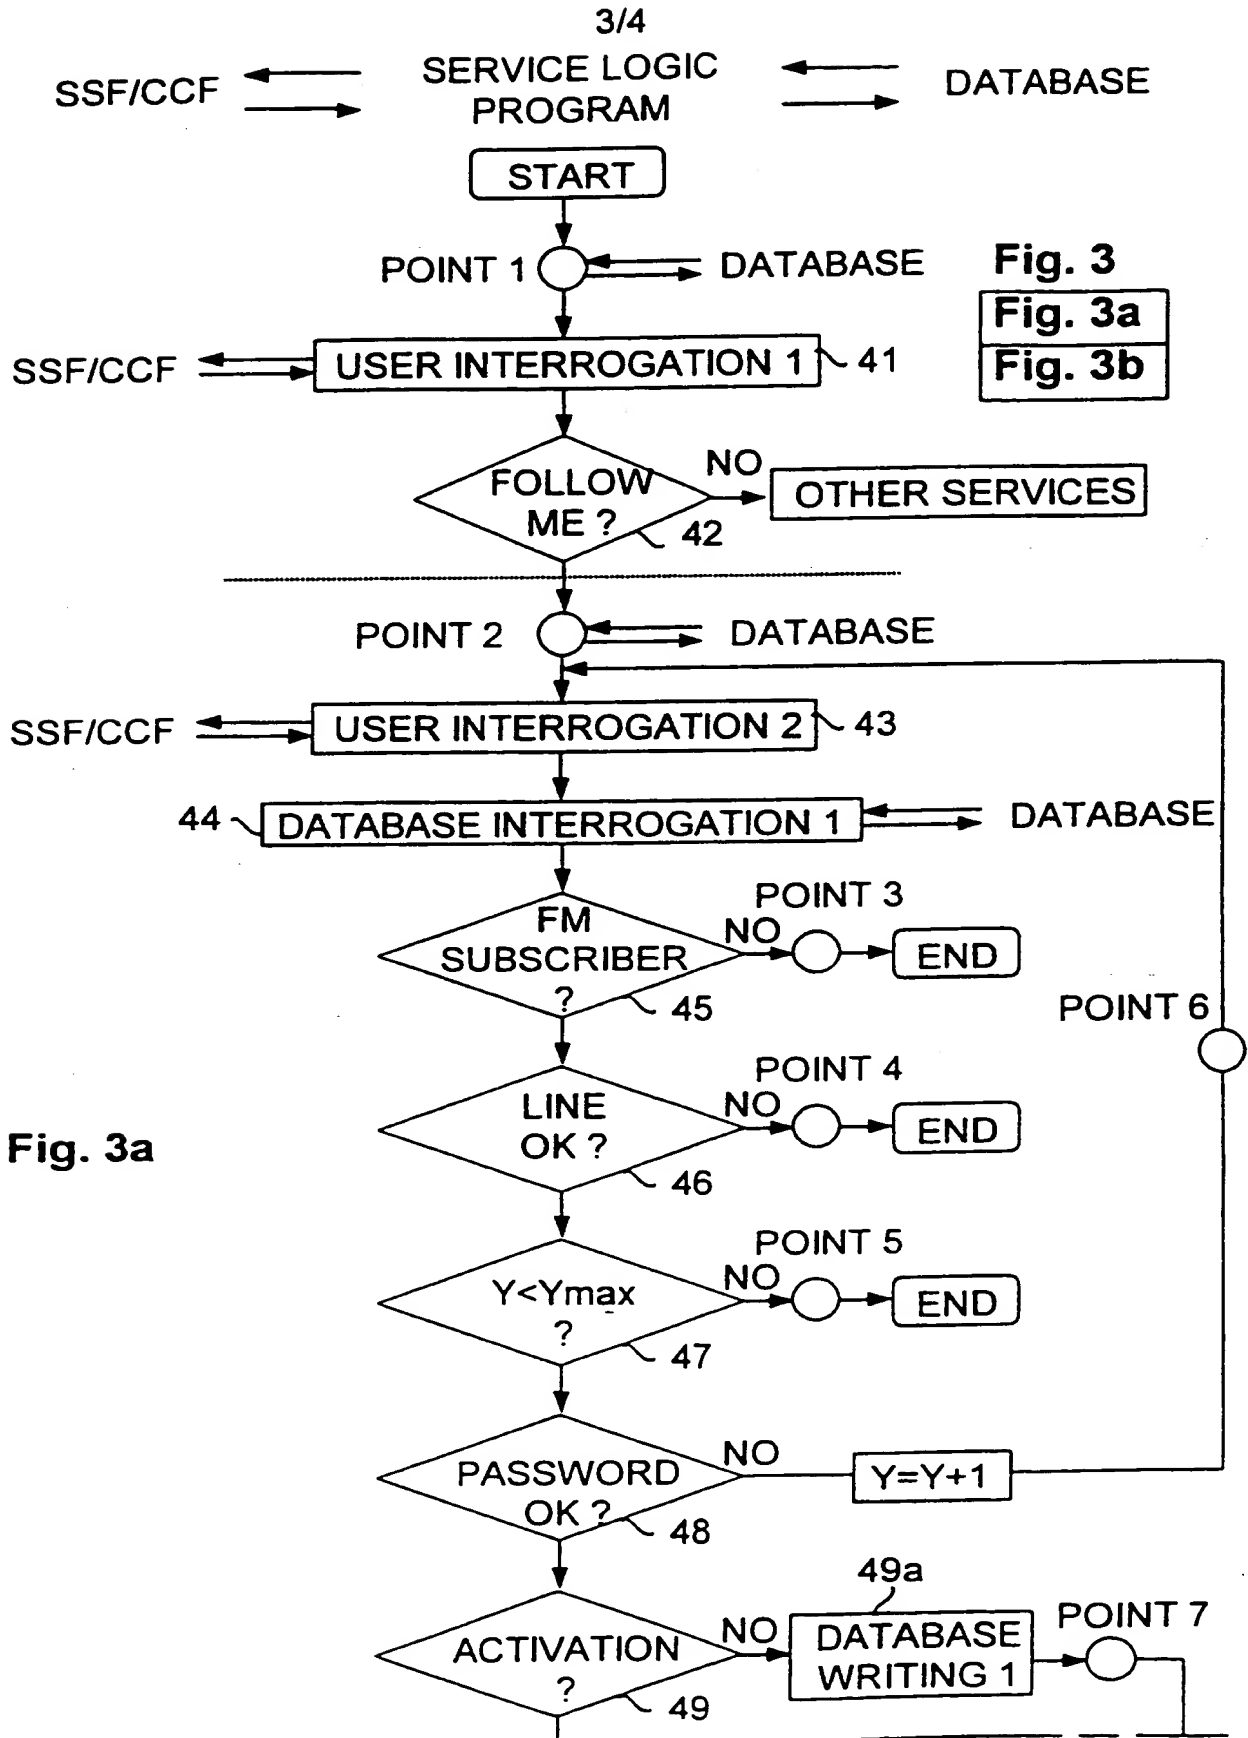 3/4
SSF/CCF
SERVICE LOGIC
PROGRAM
DATABASE
START
POINT 1
DATABASE
Fig. 3
Fig. 3a
Fig. 3b
SSF/CCF
USER INTERROGATION 1
41
FOLLOW
ME ?
42
NO
OTHER SERVICES
POINT 2
DATABASE
SSF/CCF
USER INTERROGATION 2
43
44
DATABASE INTERROGATION 1
DATABASE
FM
SUBSCRIBER
?
45
NO
POINT 3
END
POINT 6
LINE
OK ?
46
NO
POINT 4
END
Fig. 3a
Y<Ymax
?
47
NO
POINT 5
END
PASSWORD
OK ?
48
NO
Y=Y+1
ACTIVATION
?
49
NO
49a
DATABASE
WRITING 1
POINT 7